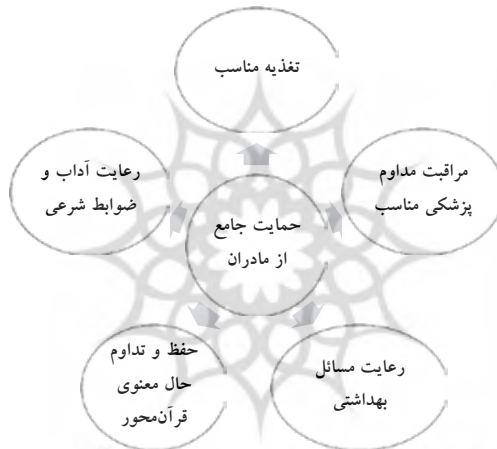 تغذیه مناسب
مراقبت مداوم
پزشکی مناسب
رعایت آداب و
ضوابط شرعی
حمایت جامع
از مادران
رعایت مسائل
بهداشتی
حفظ و تداوم
حال معنوی
قرآن‌محور